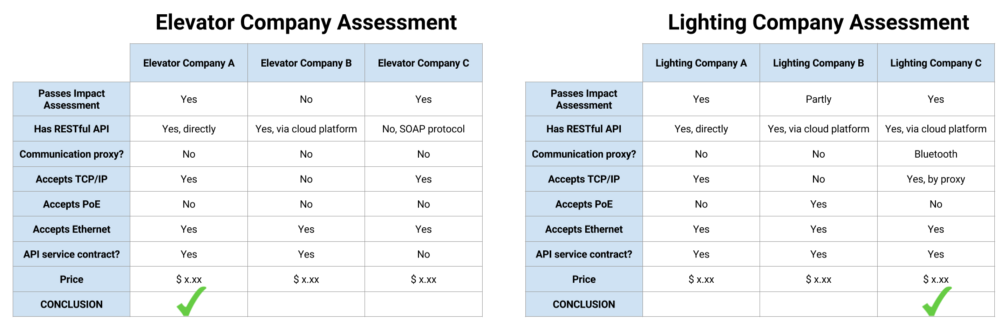 Elevator Company Assessment
Elevator Company A Elevator Company B Elevator Company C
Passes Impact Assessment Yes No Yes
Has RESTful API Yes, directly Yes, via cloud platform No, SOAP protocol
Communication proxy? No No No
Accepts TCP/IP Yes No Yes
Accepts PoE No No No
Accepts Ethernet Yes Yes Yes
API service contract? Yes Yes No
Price $ x.xx $ x.xx $ x.xx
CONCLUSION
Lighting Company Assessment
Lighting Company A Lighting Company B Lighting Company C
Passes Impact Assessment Yes Partly Yes
Has RESTful API Yes, directly Yes, via cloud platform Yes, via cloud platform
Communication proxy? No No Bluetooth
Accepts TCP/IP Yes No Yes, by proxy
Accepts PoE No Yes No
Accepts Ethernet Yes Yes Yes
API service contract? Yes Yes Yes
Price $ x.xx $ x.xx $ x.xx
CONCLUSION